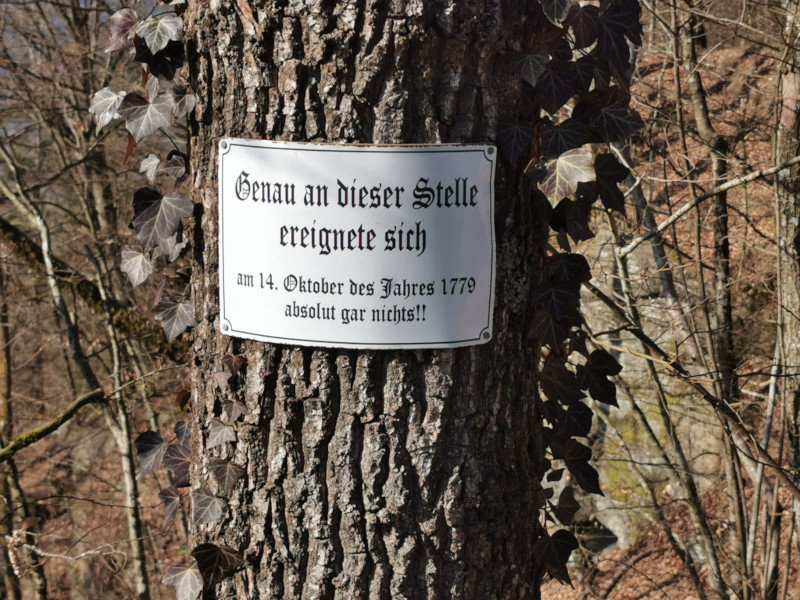 Genau an dieser Stelle
ereignete sich
am 14. Oktober des Jahres 1779
absolut gar nichts!!